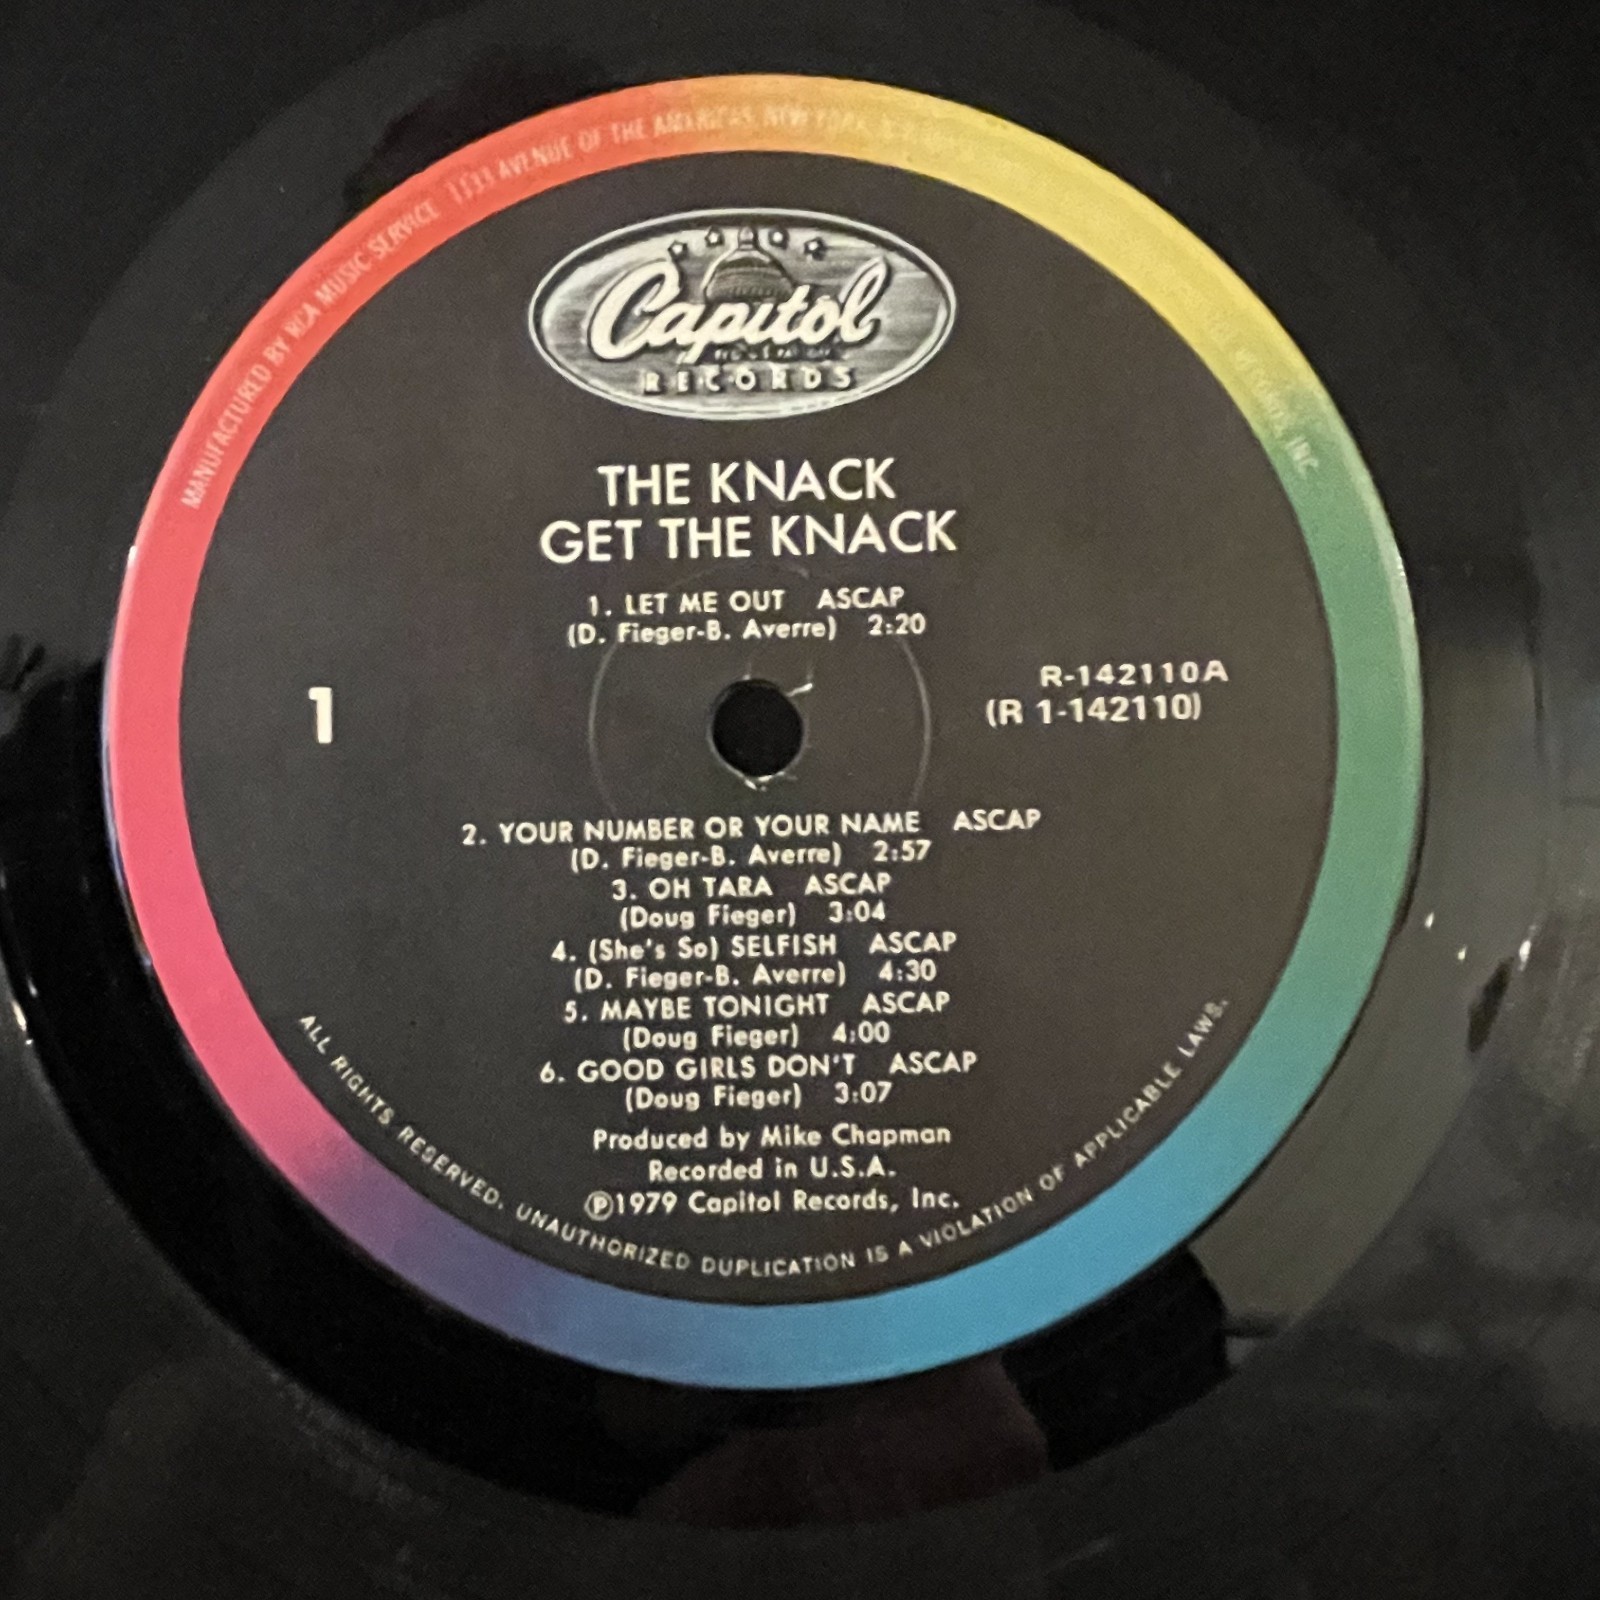 MANUFACTURED BY RCA MUSIC SERVICE 1133 AVENUE OF THE AMERICAS, NEW YORK,
RECORDS, INC.
Capitol
RECORDS
THE KNACK
GET THE KNACK
1. LET ME OUT ASCAP
(D. Fieger-B. Averre) 2:20
R-142110A
(R 1-142110)
1
2. YOUR NUMBER OR YOUR NAME ASCAP
(D. Fieger-B. Averre) 2:57
3. OH TARA ASCAP
(Doug Fieger) 3:04
4. (She's So) SELFISH ASCAP
(D. Fieger-B. Averre) 4:30
5. MAYBE TONIGHT ASCAP
(Doug Fieger) 4:00
6. GOOD GIRLS DON'T ASCAP
(Doug Fieger) 3:07
Produced by Mike Chapman
Recorded in U.S.A.
℗1979 Capitol Records, Inc.
ALL RIGHTS RESERVED. UNAUTHORIZED DUPLICATION IS A VIOLATION OF APPLICABLE LAWS.